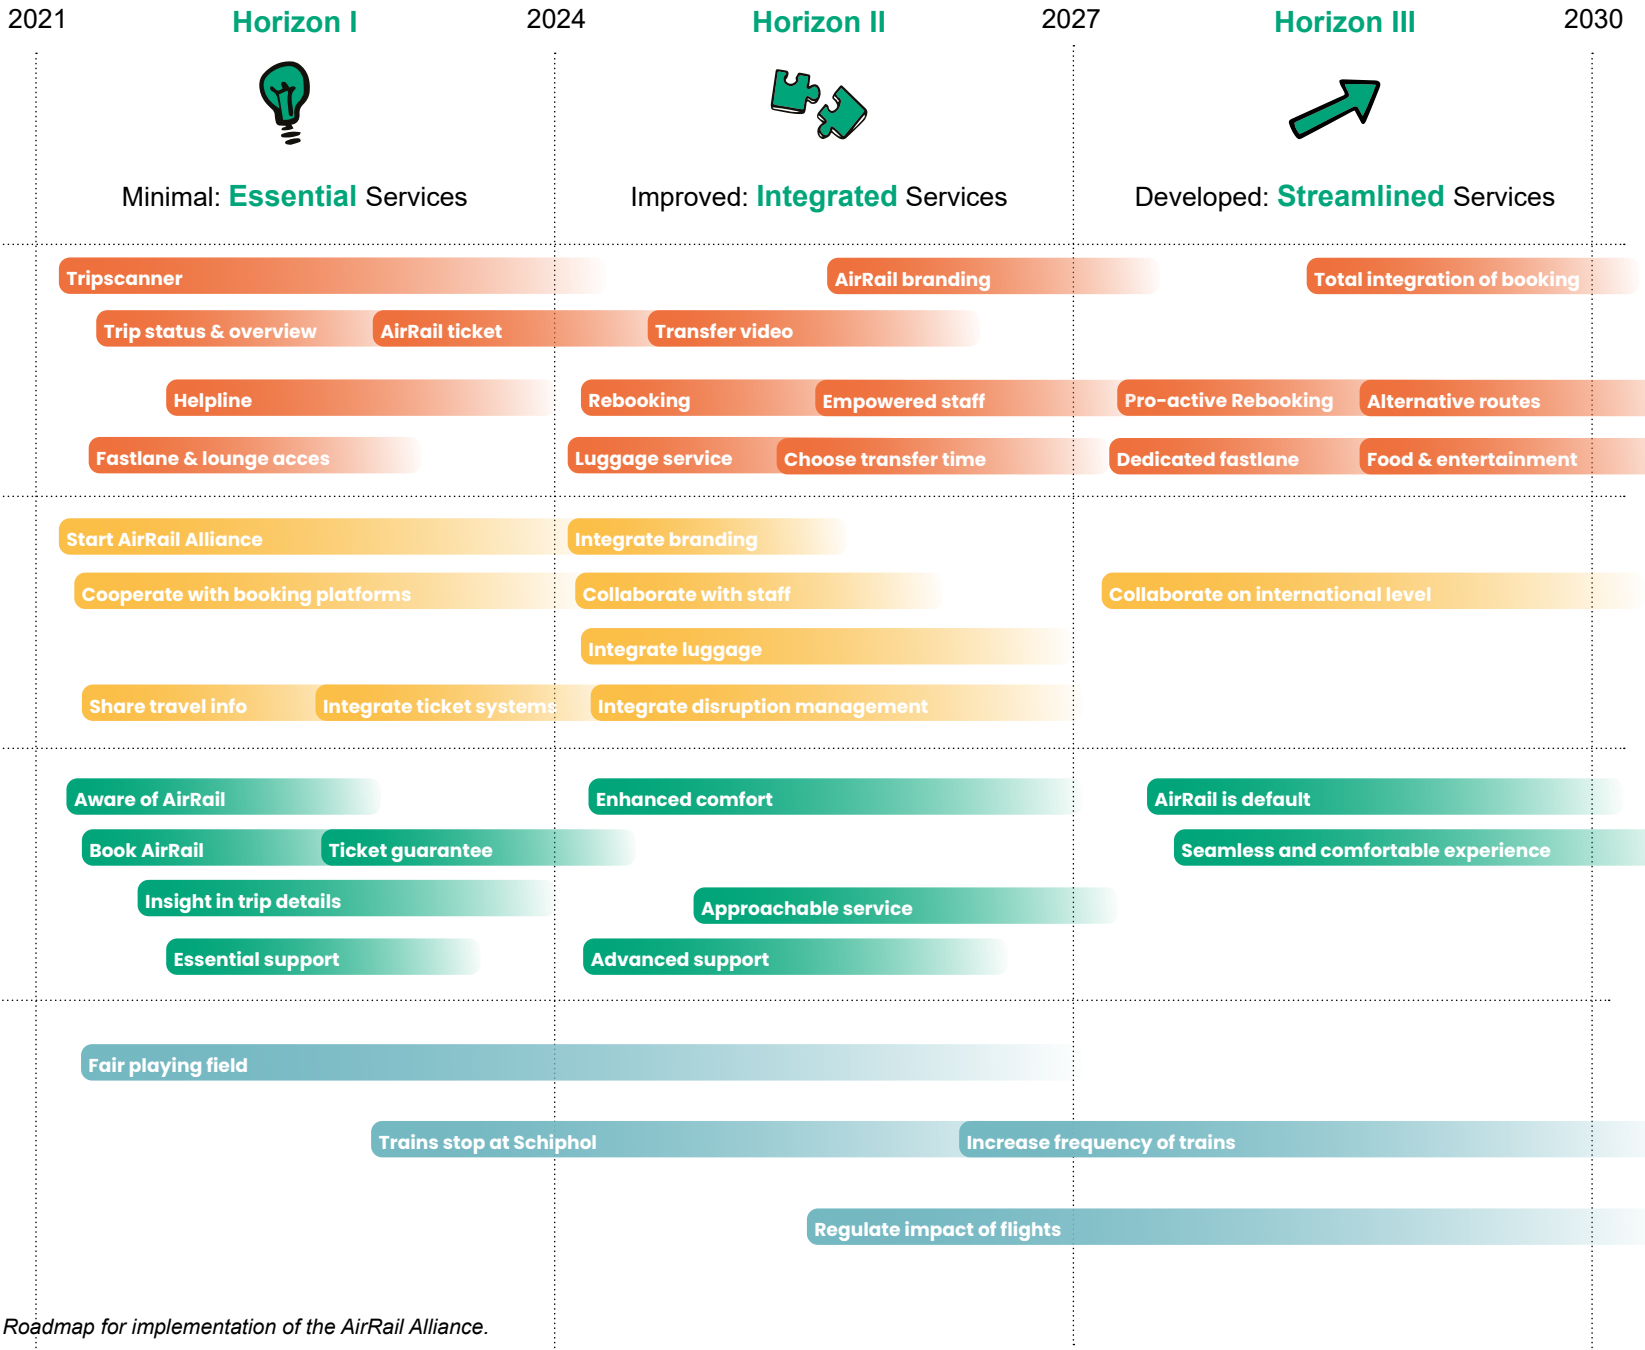 2021 Horizon I 2024 Horizon II 2027 Horizon III 2030
Minimal: Essential Services Improved: Integrated Services Developed: Streamlined Services
Tripscanner AirRail branding Total integration of booking
Trip status & overview AirRail ticket Transfer video
Helpline Rebooking Empowered staff Pro-active Rebooking Alternative routes
Fastlane & lounge acces Luggage service Choose transfer time Dedicated fastlane Food & entertainment
Start AirRail Alliance Integrate branding
Cooperate with booking platforms Collaborate with staff Collaborate on international level
Integrate luggage
Share travel info Integrate ticket systems Integrate disruption management
Aware of AirRail Enhanced comfort AirRail is default
Book AirRail Ticket guarantee Seamless and comfortable experience
Insight in trip details Approachable service
Essential support Advanced support
Fair playing field
Trains stop at Schiphol Increase frequency of trains
Regulate impact of flights
Roadmap for implementation of the AirRail Alliance.